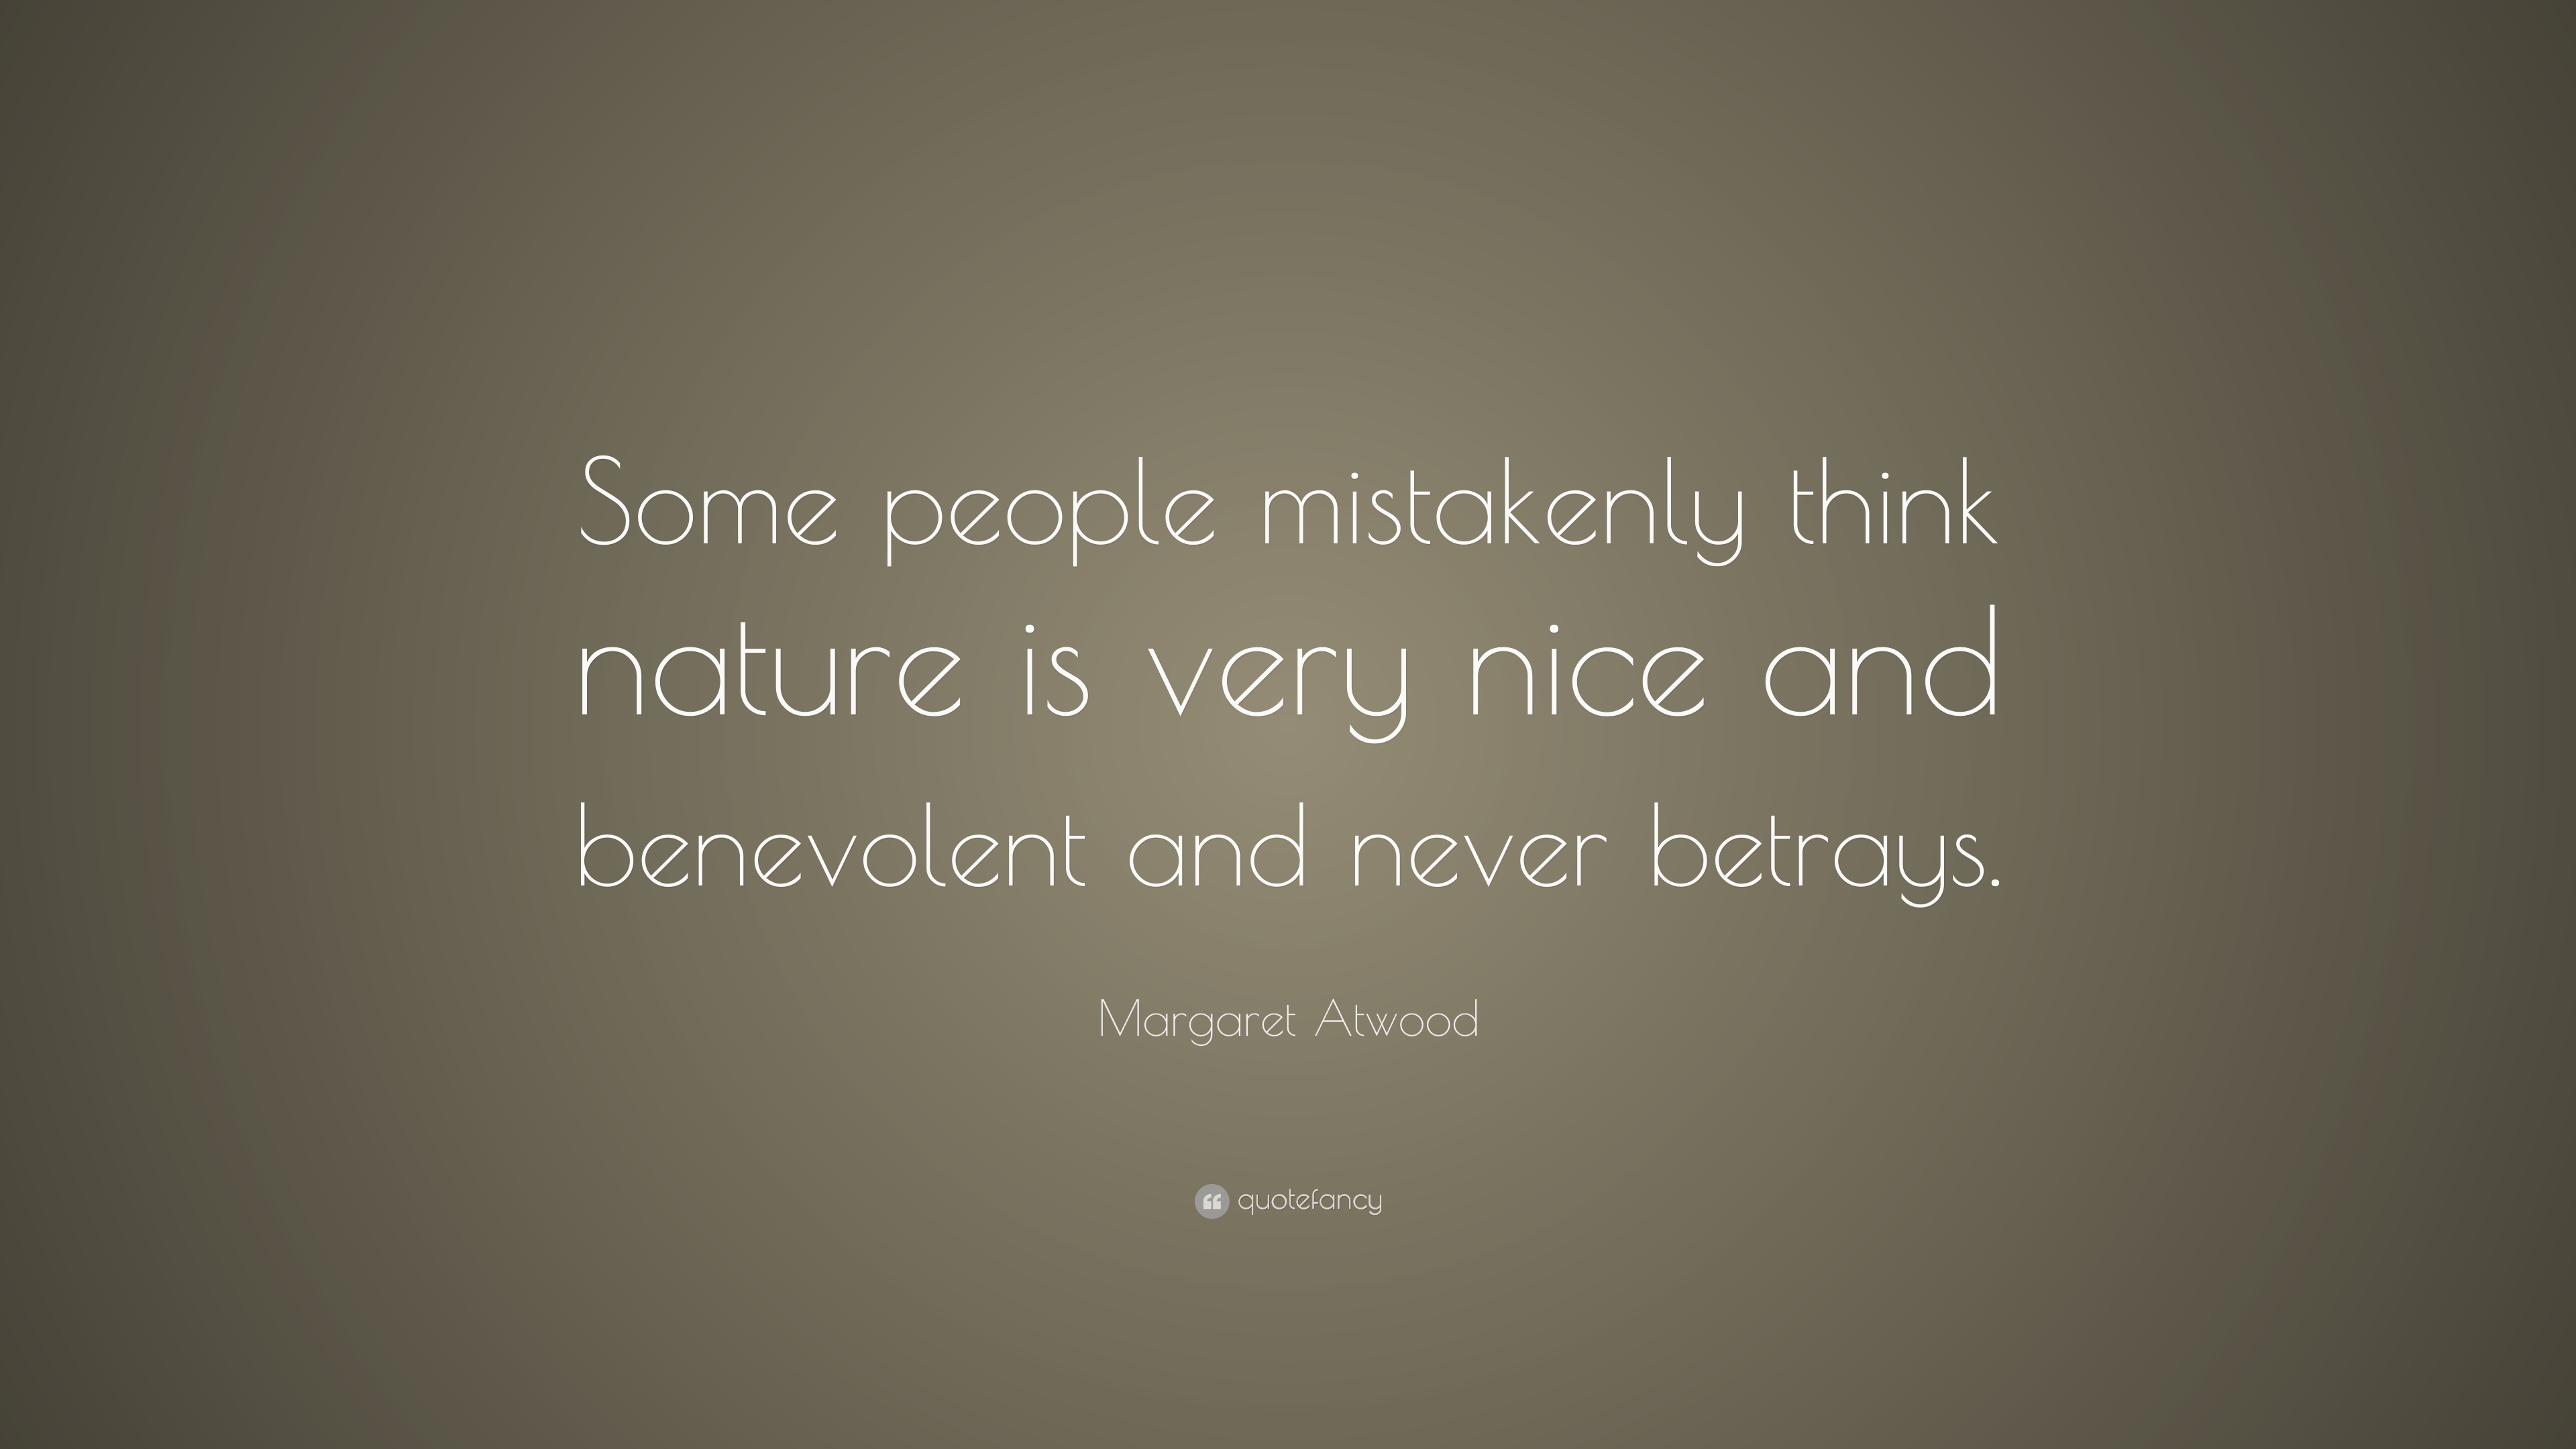 Some people mistakenly think
nature is very nice and
benevolent and never betrays.
Margaret Atwood
quotefancy